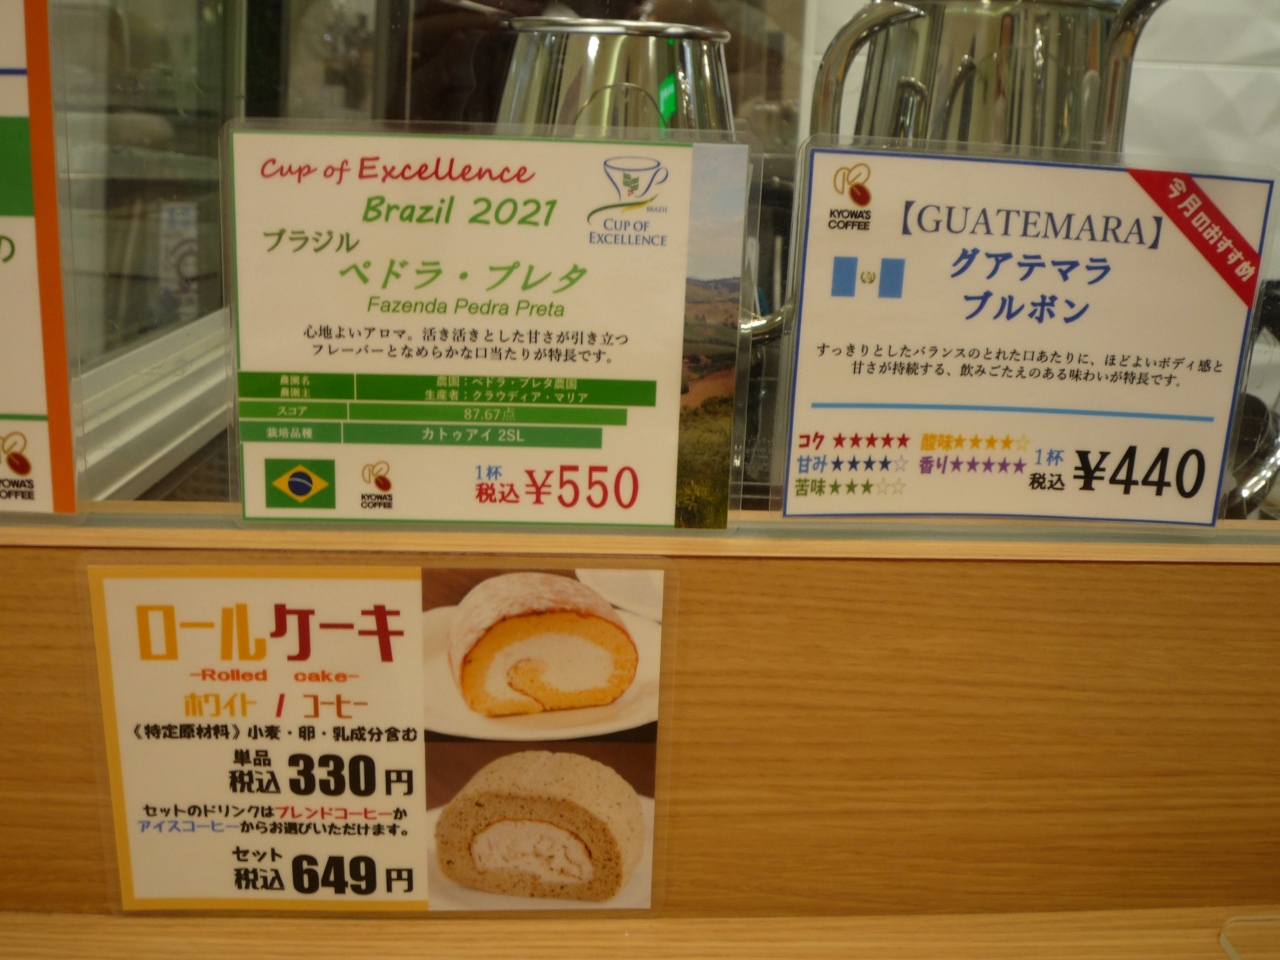 の
KYOWA'S
COFFEE
Cup of Excellence
Brazil 2021
BRAZIL
CUP OF
EXCELLENCE
ブラジル
ペドラ・プレタ
Fazenda Pedra Preta
心地よいアロマ。活き活きとした甘さが引き立つ
フレーバーとなめらかな口当たりが特長です。
農園名 農園：ペドラ・プレタ農園
農園主 生産者：クラウディア・マリア
スコア 87.67点
栽培品種 カトゥアイ 2SL
KYOWA'S
COFFEE
1杯
税込 ¥550
KYOWA'S
COFFEE
今月のおすすめ
【GUATEMARA】
グアテマラ
ブルボン
すっきりとしたバランスのとれた口あたりに、ほどよいボディ感と
甘さが持続する、飲みごたえのある味わいが特長です。
コク ★★★★★ 酸味★★★★☆
甘み★★★★☆ 香り★★★★★
苦味★★★☆☆
1杯
税込 ¥440
ロールケーキ
-Rolled cake-
ホワイト / コーヒー
《特定原材料》小麦・卵・乳成分含む
単品
税込 330 円
セットのドリンクはブレンドコーヒーか
アイスコーヒーからお選びいただけます。
セット
税込 649 円